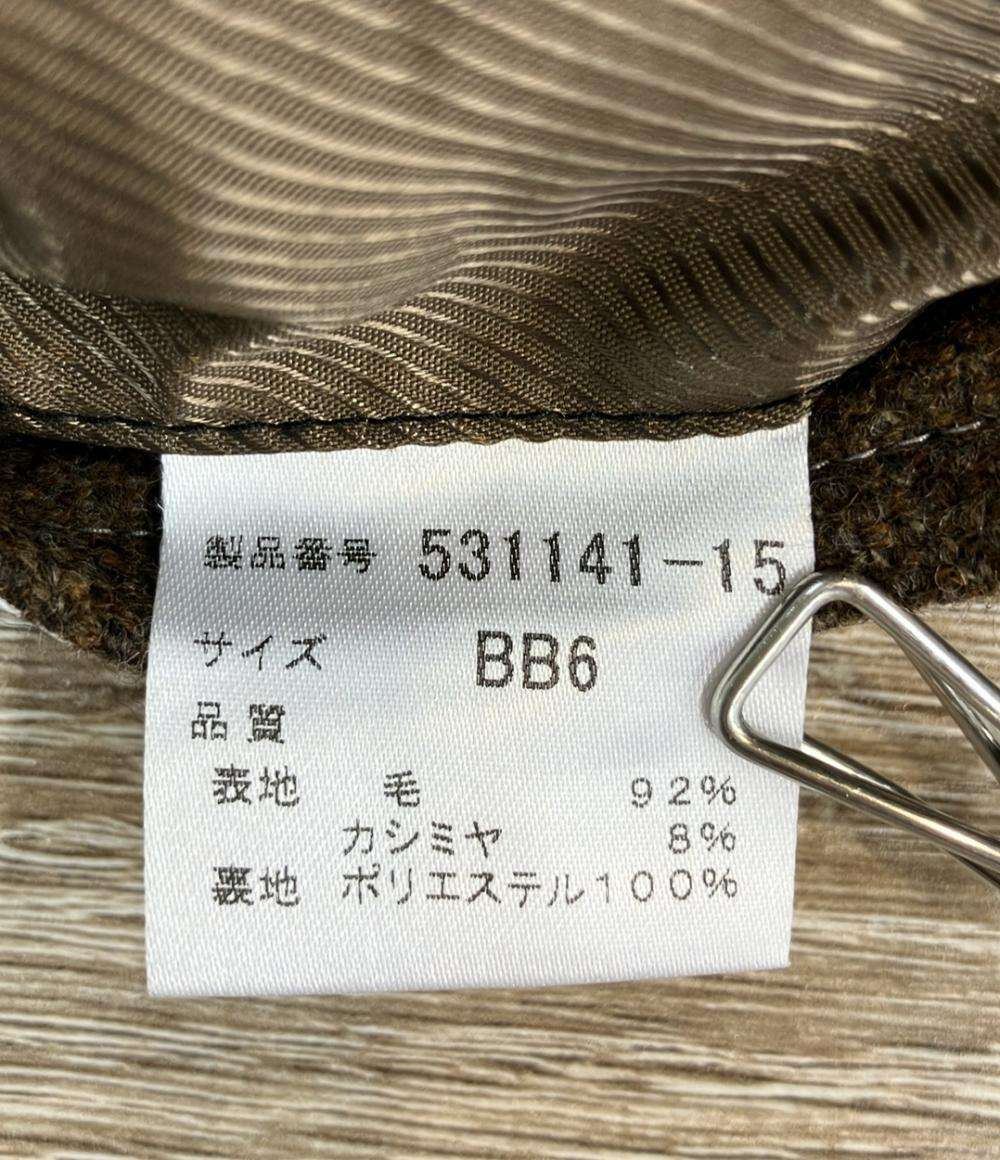 製品番号 531141-15
サイズ BB6
品質
表地 毛 92%
カシミヤ 8%
裏地 ポリエステル100%